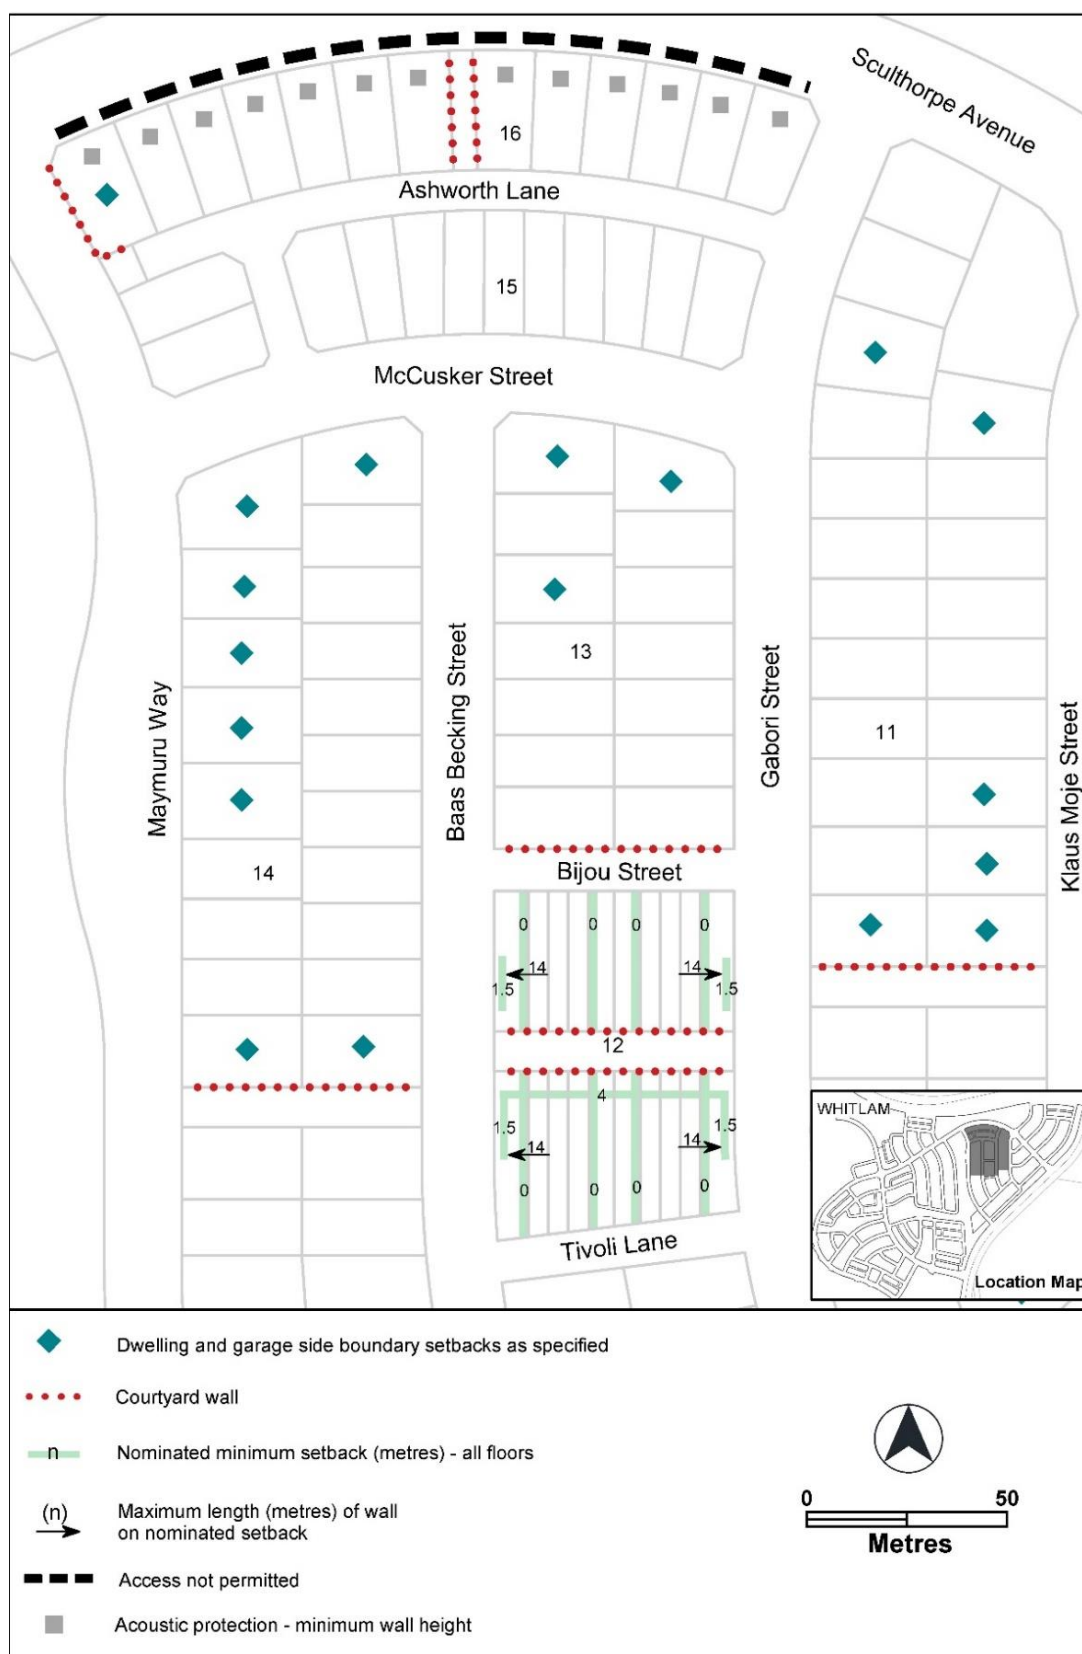 Sculthorpe Avenue
16
Ashworth Lane
15
McCusker Street
13
Maymuru Way
Baas Becking Street
Gabori Street
11
Klaus Moje Street
14
Bijou Street
0 0 0 0
14 14
1.5 1.5
12
4
1.5 1.5
14 14
0 0 0 0
Tivoli Lane
WHITLAM
Location Map
Dwelling and garage side boundary setbacks as specified
Courtyard wall
n Nominated minimum setback (metres) - all floors
(n) Maximum length (metres) of wall
on nominated setback
Access not permitted
Acoustic protection - minimum wall height
0 50
Metres